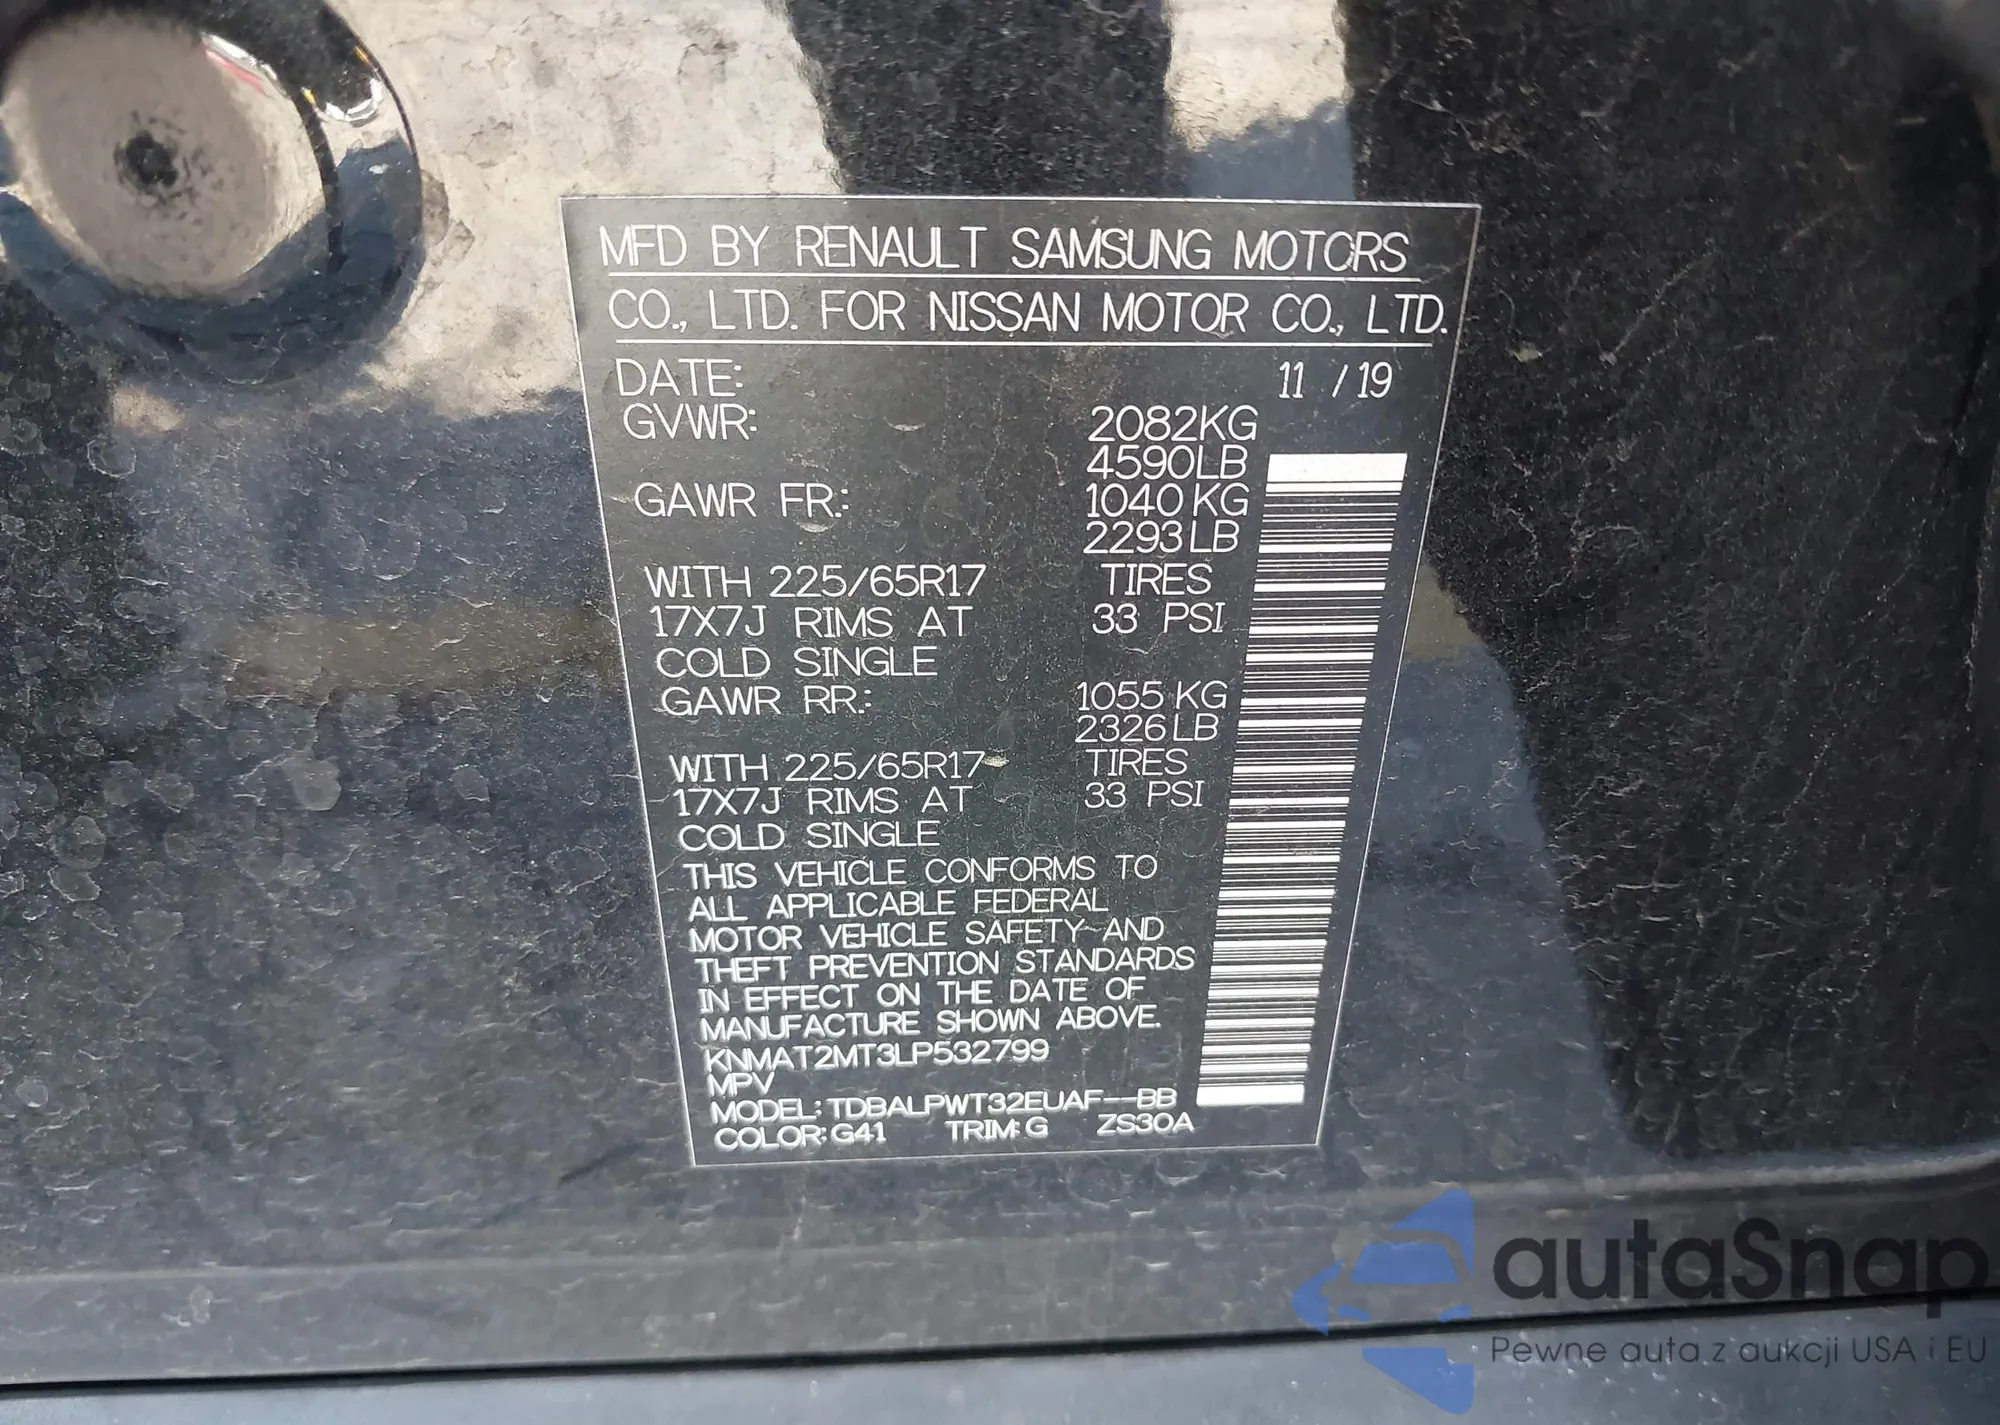 MFD BY RENAULT SAMSUNG MOTORS
CO., LTD. FOR NISSAN MOTOR CO., LTD.
DATE: 11 / 19
GVWR: 2082KG
4590LB
GAWR FR.: 1040 KG
2293 LB
WITH 225/65R17 TIRES
17X7J RIMS AT 33 PSI
COLD SINGLE
GAWR RR.: 1055 KG
2326 LB
WITH 225/65R17 TIRES
17X7J RIMS AT 33 PSI
COLD SINGLE
THIS VEHICLE CONFORMS TO
ALL APPLICABLE FEDERAL
MOTOR VEHICLE SAFETY AND
THEFT PREVENTION STANDARDS
IN EFFECT ON THE DATE OF
MANUFACTURE SHOWN ABOVE.
KNMAT2MT3LP532799
MPV
MODEL: TDBALPWT32EUAF--BB
COLOR: G41 TRIM: G ZS30A
autaSnap
Pewne auta z aukcji USA i EU